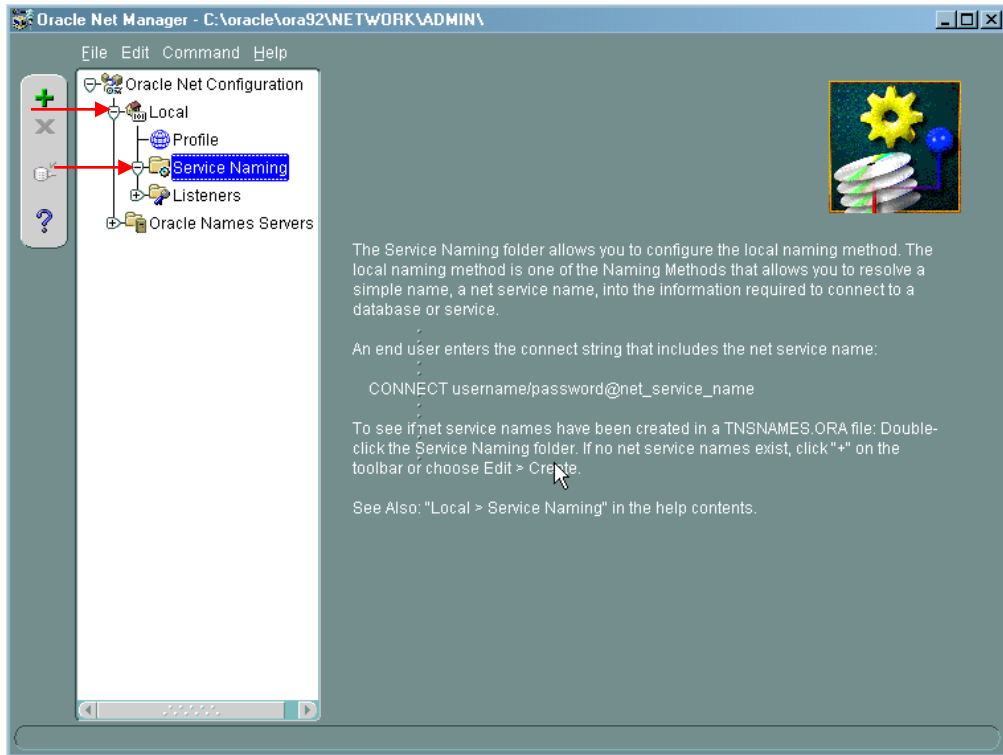 Oracle Net Manager - C:\oracle\ora92\NETWORK\ADMIN\
File Edit Command Help
Oracle Net Configuration
Local
Profile
Service Naming
Listeners
Oracle Names Servers
The Service Naming folder allows you to configure the local naming method. The
local naming method is one of the Naming Methods that allows you to resolve a
simple name, a net service name, into the information required to connect to a
database or service.
An end user enters the connect string that includes the net service name:
CONNECT username/password@net_service_name
To see if net service names have been created in a TNSNAMES.ORA file: Double-
click the Service Naming folder. If no net service names exist, click "+" on the
toolbar or choose Edit > Create.
See Also: "Local > Service Naming" in the help contents.